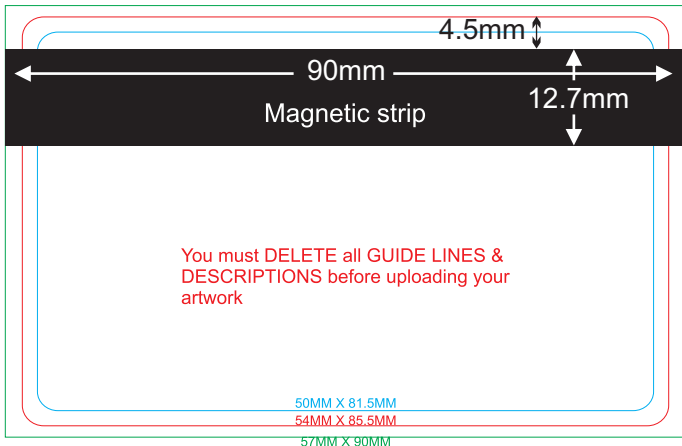 4.5mm
90mm
12.7mm
Magnetic strip
You must DELETE all GUIDE LINES &
DESCRIPTIONS before uploading your
artwork
50MM X 81.5MM
54MM X 85.5MM
57MM X 90MM